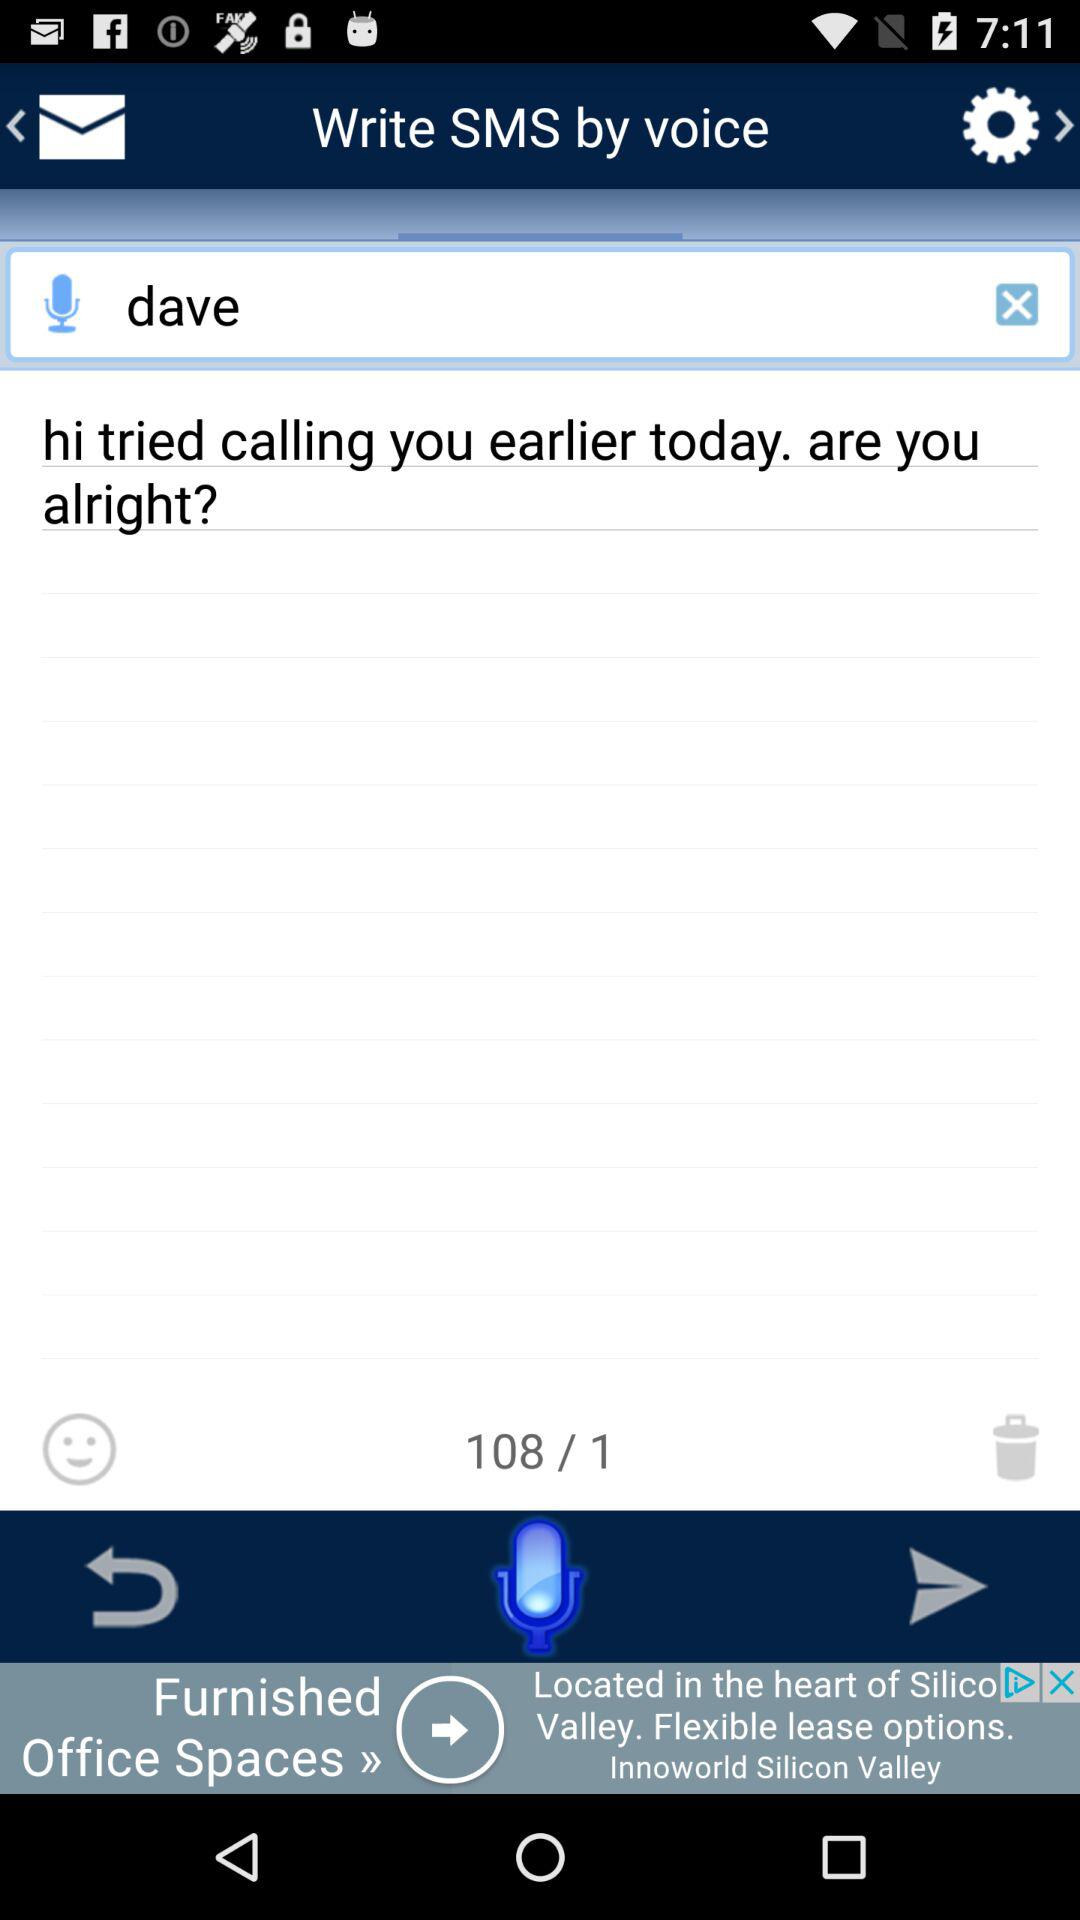 FAKE
7:11
Write SMS by voice
dave
hi tried calling you earlier today. are you
alright?
108 / 1
Furnished
Office Spaces »
Located in the heart of Silico
Valley. Flexible lease options.
Innoworld Silicon Valley